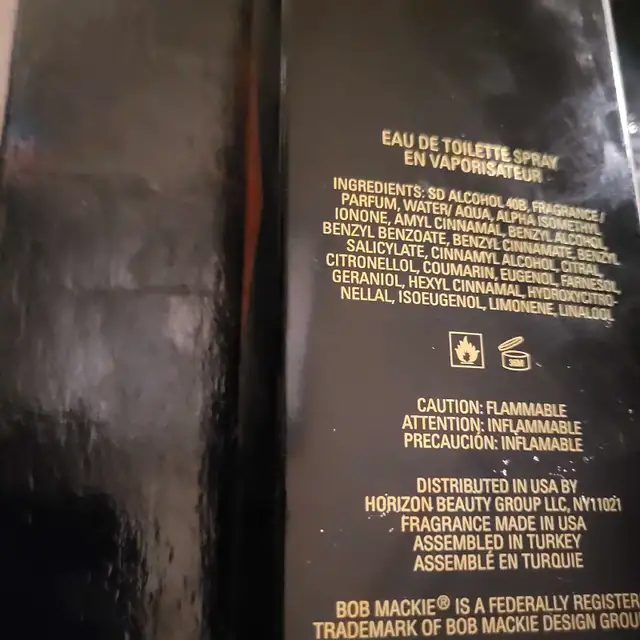 EAU DE TOILETTE SPRAY
EN VAPORISATEUR
INGREDIENTS: SD ALCOHOL 40B, FRAGRANCE/
PARFUM, WATER/ AQUA, ALPHA ISOMETHYL
IONONE, AMYL CINNAMAL, BENZYL ALCOHOL,
BENZYL BENZOATE, BENZYL CINNAMATE, BENZYL
SALICYLATE, CINNAMYL ALCOHOL, CITRAL,
CITRONELLOL, COUMARIN, EUGENOL, FARNESOL,
GERANIOL, HEXYL CINNAMAL, HYDROXYCITRO-
NELLAL, ISOEUGENOL, LIMONENE, LINALOOL
36M
CAUTION: FLAMMABLE
ATTENTION: INFLAMMABLE
PRECAUCIÓN: INFLAMABLE
DISTRIBUTED IN USA BY
HORIZON BEAUTY GROUP LLC, NY11021
FRAGRANCE MADE IN USA
ASSEMBLED IN TURKEY
ASSEMBLÉ EN TURQUIE
BOB MACKIE® IS A FEDERALLY REGISTER
TRADEMARK OF BOB MACKIE DESIGN GROU